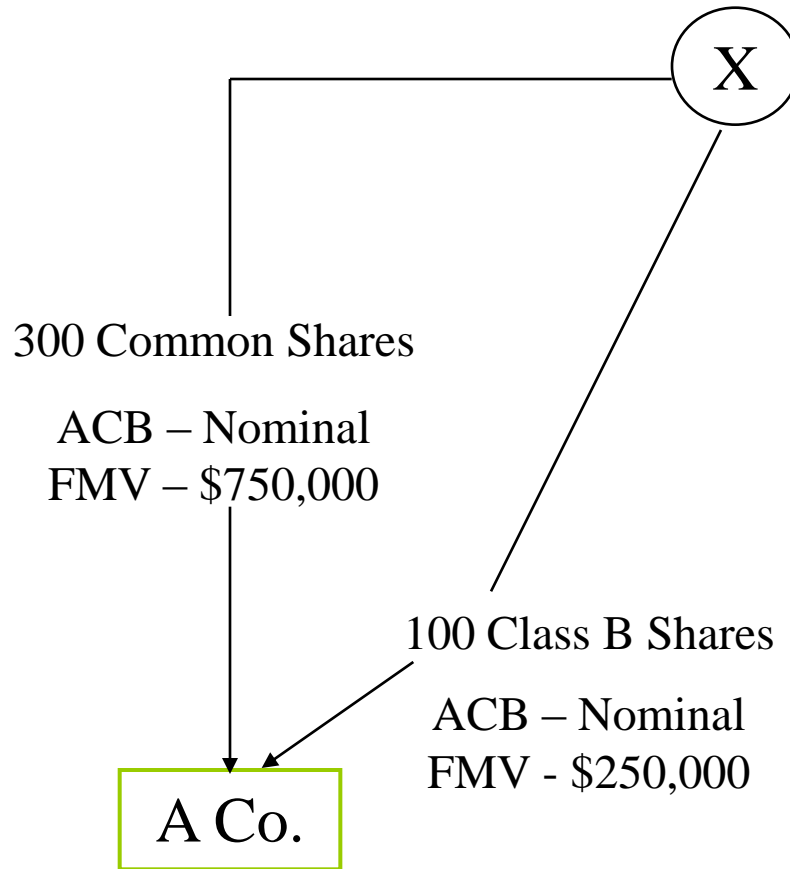 X
300 Common Shares
ACB – Nominal
FMV – $750,000
100 Class B Shares
ACB – Nominal
FMV - $250,000
A Co.